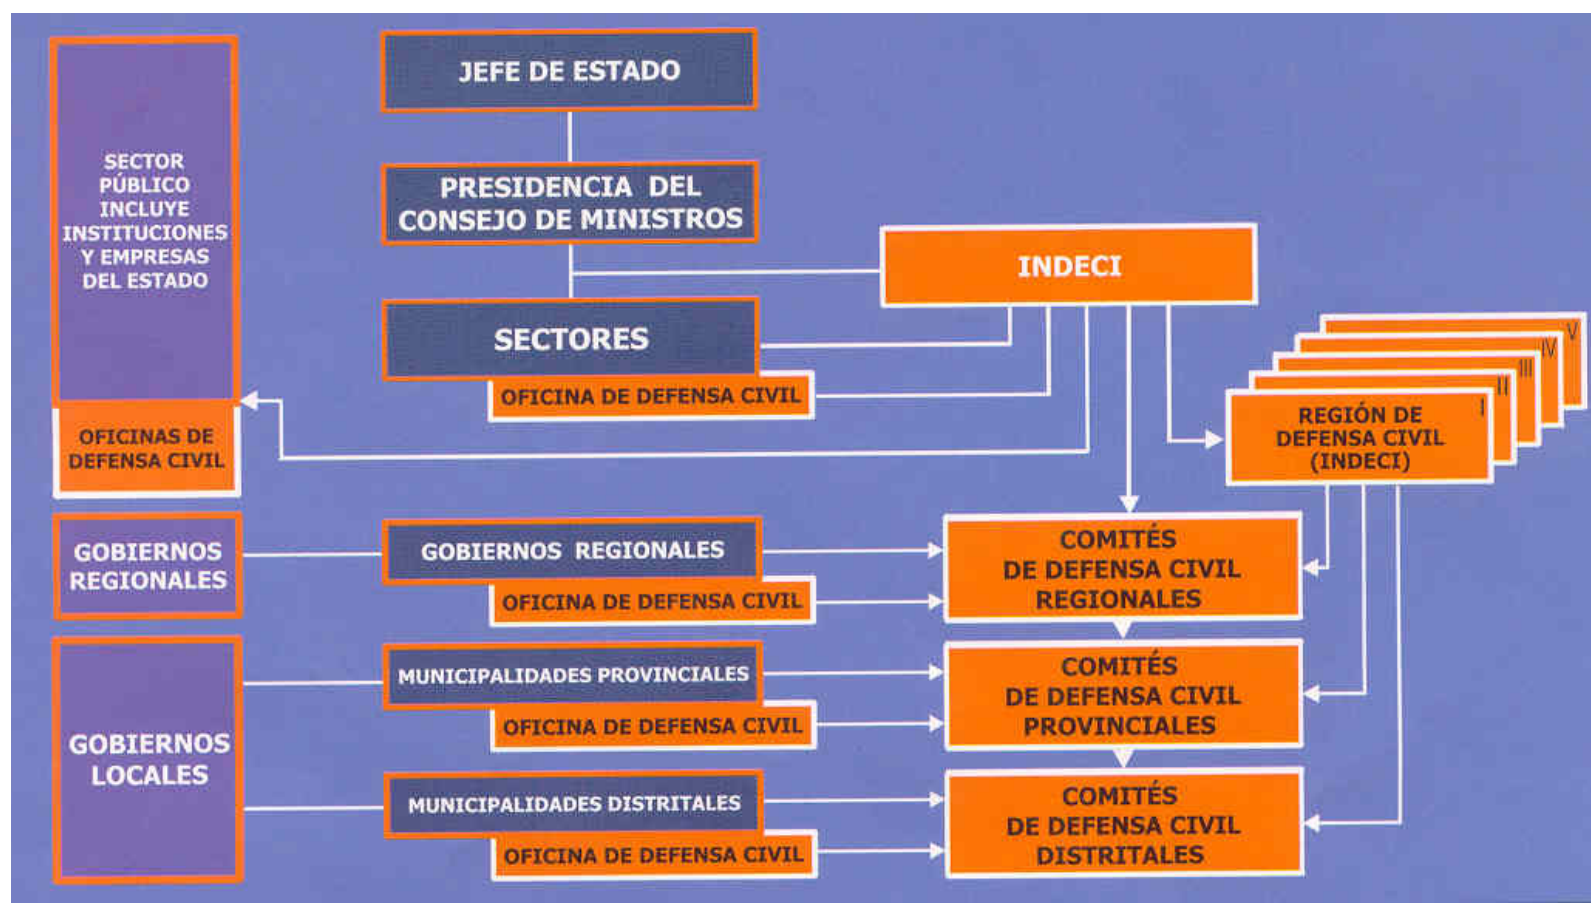 JEFE DE ESTADO
SECTOR
PÚBLICO
INCLUYE
INSTITUCIONES
Y EMPRESAS
DEL ESTADO
PRESIDENCIA DEL
CONSEJO DE MINISTROS
INDECI
SECTORES
OFICINA DE DEFENSA CIVIL
V
IV
III
II
I
REGIÓN DE
DEFENSA CIVIL
(INDECI)
OFICINAS DE
DEFENSA CIVIL
GOBIERNOS
REGIONALES
GOBIERNOS REGIONALES
OFICINA DE DEFENSA CIVIL
COMITÉS
DE DEFENSA CIVIL
REGIONALES
GOBIERNOS
LOCALES
MUNICIPALIDADES PROVINCIALES
OFICINA DE DEFENSA CIVIL
COMITÉS
DE DEFENSA CIVIL
PROVINCIALES
MUNICIPALIDADES DISTRITALES
OFICINA DE DEFENSA CIVIL
COMITÉS
DE DEFENSA CIVIL
DISTRITALES